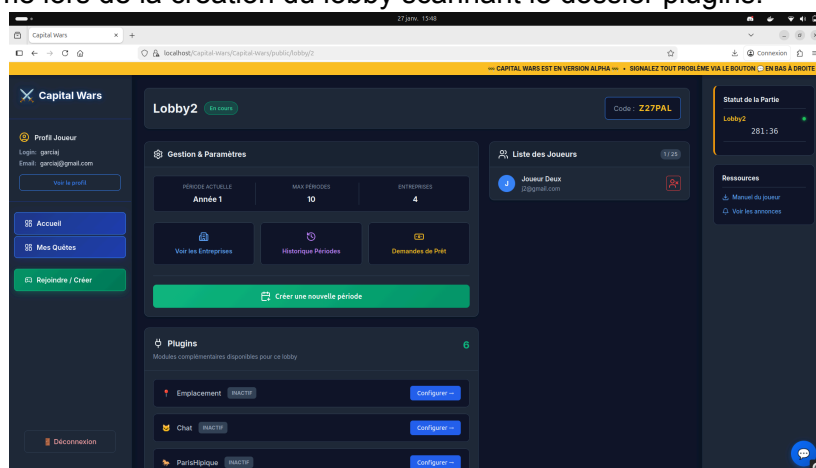 lors de la création du lobby scannant le dossier plugins.
27 janv. 15:48
Capital Wars
localhost/Capital-Wars/Capital-Wars/public/lobby/2
Connexion
CAPITAL WARS EST EN VERSION ALPHA • SIGNALEZ TOUT PROBLÈME VIA LE BOUTON EN BAS À DROITE
Capital Wars
Profil Joueur
Login: garciaj
Email: garciaj@gmail.com
Voir le profil
Accueil
Mes Quêtes
Rejoindre / Créer
Déconnexion
Lobby2
En cours
Code : Z27PAL
Gestion & Paramètres
PÉRIODE ACTUELLE
Année 1
MAX PÉRIODES
10
ENTREPRISES
4
Voir les Entreprises
Historique Périodes
Demandes de Prêt
Créer une nouvelle période
Plugins
6
Modules complémentaires disponibles pour ce lobby
Emplacement INACTIF Configurer →
Chat INACTIF Configurer →
ParisHipique INACTIF Configurer →
Liste des Joueurs
1 / 25
J
Joueur Deux
j2@gmail.com
Statut de la Partie
Lobby2
281:36
Ressources
Manuel du joueur
Voir les annonces